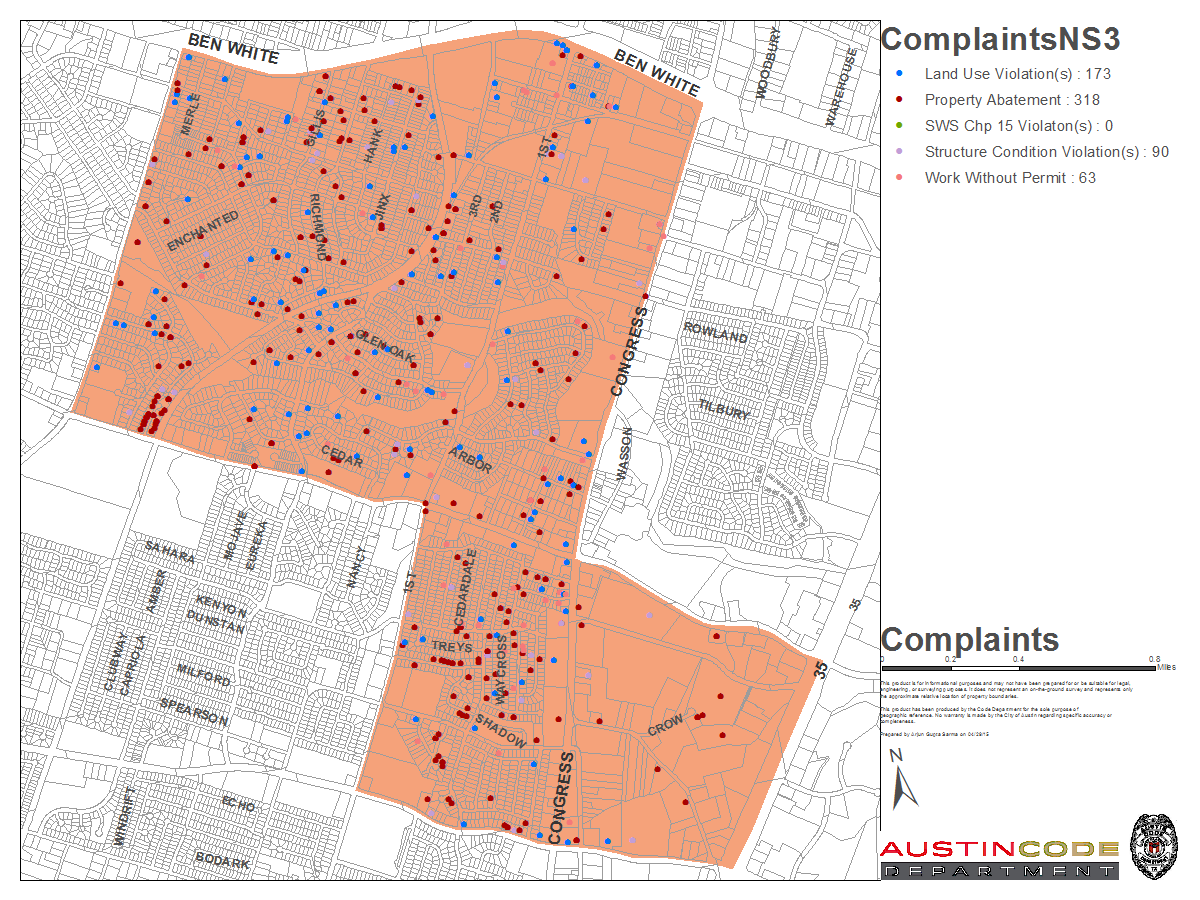 ComplaintsNS3
Land Use Violation(s) : 173
Property Abatement : 318
SWS Chp 15 Violaton(s) : 0
Structure Condition Violation(s) : 90
Work Without Permit : 63
BEN WHITE
BEN WHITE
WOODBURY
WAREHOUSE
MERLE
GILLIS
HANK
1ST
JINX
3RD
2ND
RICHMOND
ENCHANTED
GLEN OAK
CONGRESS
ROWLAND
TILBURY
WASSON
CEDAR
ARBOR
MOJAVE
EUREKA
SAHARA
NANCY
AMBER
KENYON
DUNSTAN
1ST
CEDARDALE
TREYS
WAYCROSS
CLUBWAY
CAPRIOLA
MILFORD
SPEARSON
SHADOW
CROW
35
35
CONGRESS
WINDRIFT
ECHO
BODARK
Complaints
0 0.2 0.4 0.8
Miles
This product is for informational purposes and may not have been prepared for or be suitable for legal,
engineering, or surveying purposes. It does not represent an on-the-ground survey and represents only
the approximate relative location of property boundaries.
This product has been produced by the Code Department for the sole purpose of
geographic reference. No warranty is made by the City of Austin regarding specific accuracy or
completeness.
Prepared by Arjun Gupta Sarma on
N
AUSTINCODE
DEPARTMENT